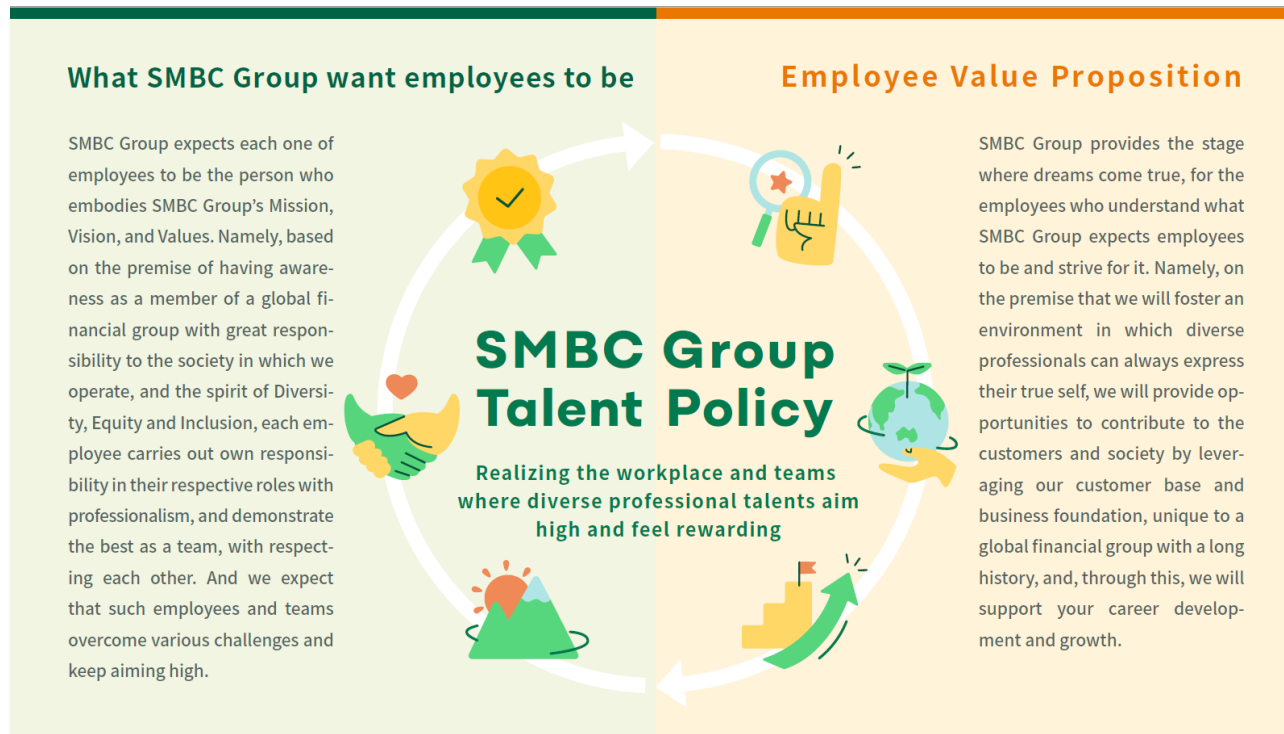 What SMBC Group want employees to be
SMBC Group expects each one of
employees to be the person who
embodies SMBC Group's Mission,
Vision, and Values. Namely, based
on the premise of having aware-
ness as a member of a global fi-
nancial group with great respon-
sibility to the society in which we
operate, and the spirit of Diversi-
ty, Equity and Inclusion, each em-
ployee carries out own responsi-
bility in their respective roles with
professionalism, and demonstrate
the best as a team, with respect-
ing each other. And we expect
that such employees and teams
overcome various challenges and
keep aiming high.
SMBC Group
Talent Policy
Realizing the workplace and teams
where diverse professional talents aim
high and feel rewarding
Employee Value Proposition
SMBC Group provides the stage
where dreams come true, for the
employees who understand what
SMBC Group expects employees
to be and strive for it. Namely, on
the premise that we will foster an
environment in which diverse
professionals can always express
their true self, we will provide op-
portunities to contribute to the
customers and society by lever-
aging our customer base and
business foundation, unique to a
global financial group with a long
history, and, through this, we will
support your career develop-
ment and growth.